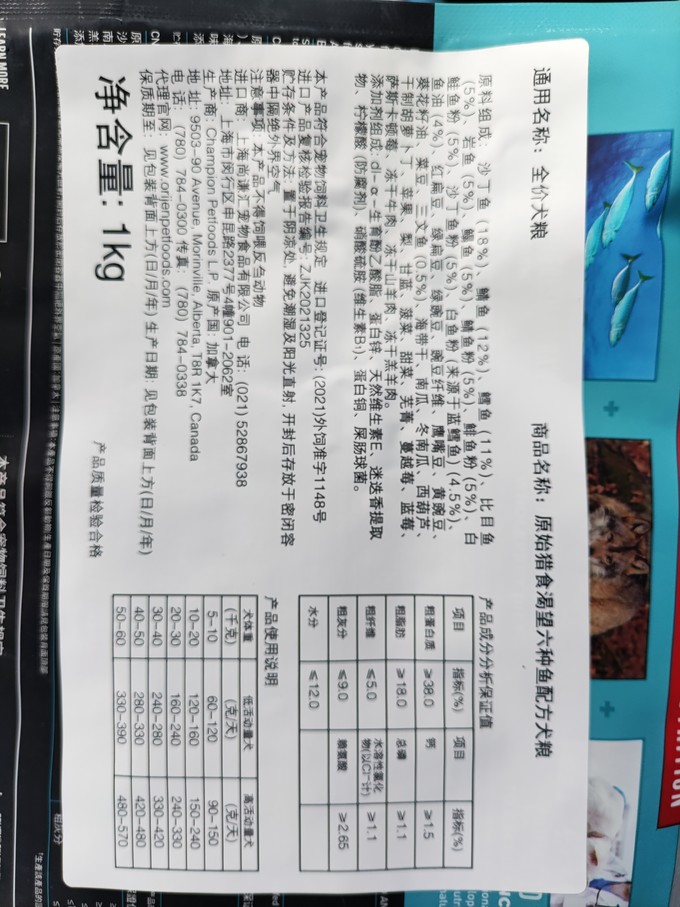 通用名称：全价犬粮
商品名称：原始猎食渴望六种鱼配方犬粮
原料组成：沙丁鱼（18%）、鲭鱼（12%）、鳕鱼（11%）、比目鱼
（5%）、岩鱼（5%）、鳎鱼（5%）、鲭鱼粉（5%）、鲱鱼粉（5%）、白
鲑鱼粉（5%）、沙丁鱼粉（5%）、白鱼粉（来源于蓝鳕鱼）（4.5%）、
鱼油（4%）、红扁豆、绿扁豆、绿豌豆、豌豆纤维、鹰嘴豆、黄豌豆、
葵花籽油、菜豆、三文鱼（0.5%）、海带干、南瓜、冬南瓜、西葫芦、
干制胡萝卜丁、苹果、梨、甘蓝、菠菜、甜菜、芜菁、蔓越莓、蓝莓、
萨斯卡顿莓、冻干牛肉、冻干山羊肉、冻干羔羊肉。
添加剂组成：dl-α-生育酚乙酸酯、蛋白锌、天然维生素E、迷迭香提取
物、柠檬酸（防腐剂）、硝酸硫胺（维生素B₁）、蛋白铜、屎肠球菌。
本产品符合宠物饲料卫生规定 进口登记证号：(2021)外饲准字1148号
进口产品复核检验报告编号：ZJK2021325
贮存条件及方法：置于阴凉处，避免潮湿及阳光直射，开封后存放于密闭容
器中隔绝外界空气
注意事项：本产品不得饲喂反刍动物
进口商：上海尚谦汇宠物食品有限公司 电话：(021) 52867938
地址：上海市闵行区申昆路2377号4幢901-2062室
生产商：Champion Petfoods L.P. 原产国：加拿大
地址：9503-90 Avenue, Morinville, Alberta, T8R 1K7, Canada
电话：(780) 784-0300 传真：(780) 784-0338
代理官网：www.orijenpetfoods.com
保质期至：见包装背面上方(日/月/年) 生产日期：见包装背面上方(日/月/年)
净含量：1kg
产品质量检验合格
产品成分分析保证值
项目 指标(%) 项目 指标(%)
粗蛋白质 ≥38.0 钙 ≥1.5
粗脂肪 ≥18.0 总磷 ≥1.1
粗纤维 ≤5.0 水溶性氯化物(以Cl⁻计) ≥1.1
粗灰分 ≤9.0 赖氨酸 ≥2.65
水分 ≤12.0
产品使用说明
犬体重(千克) 低活动量犬(克/天) 高活动量犬(克/天)
5-10 60-120 90-150
10-20 120-160 150-240
20-30 160-240 240-330
30-40 240-280 330-420
40-50 280-330 420-480
50-60 330-390 480-570
LEARN MORE